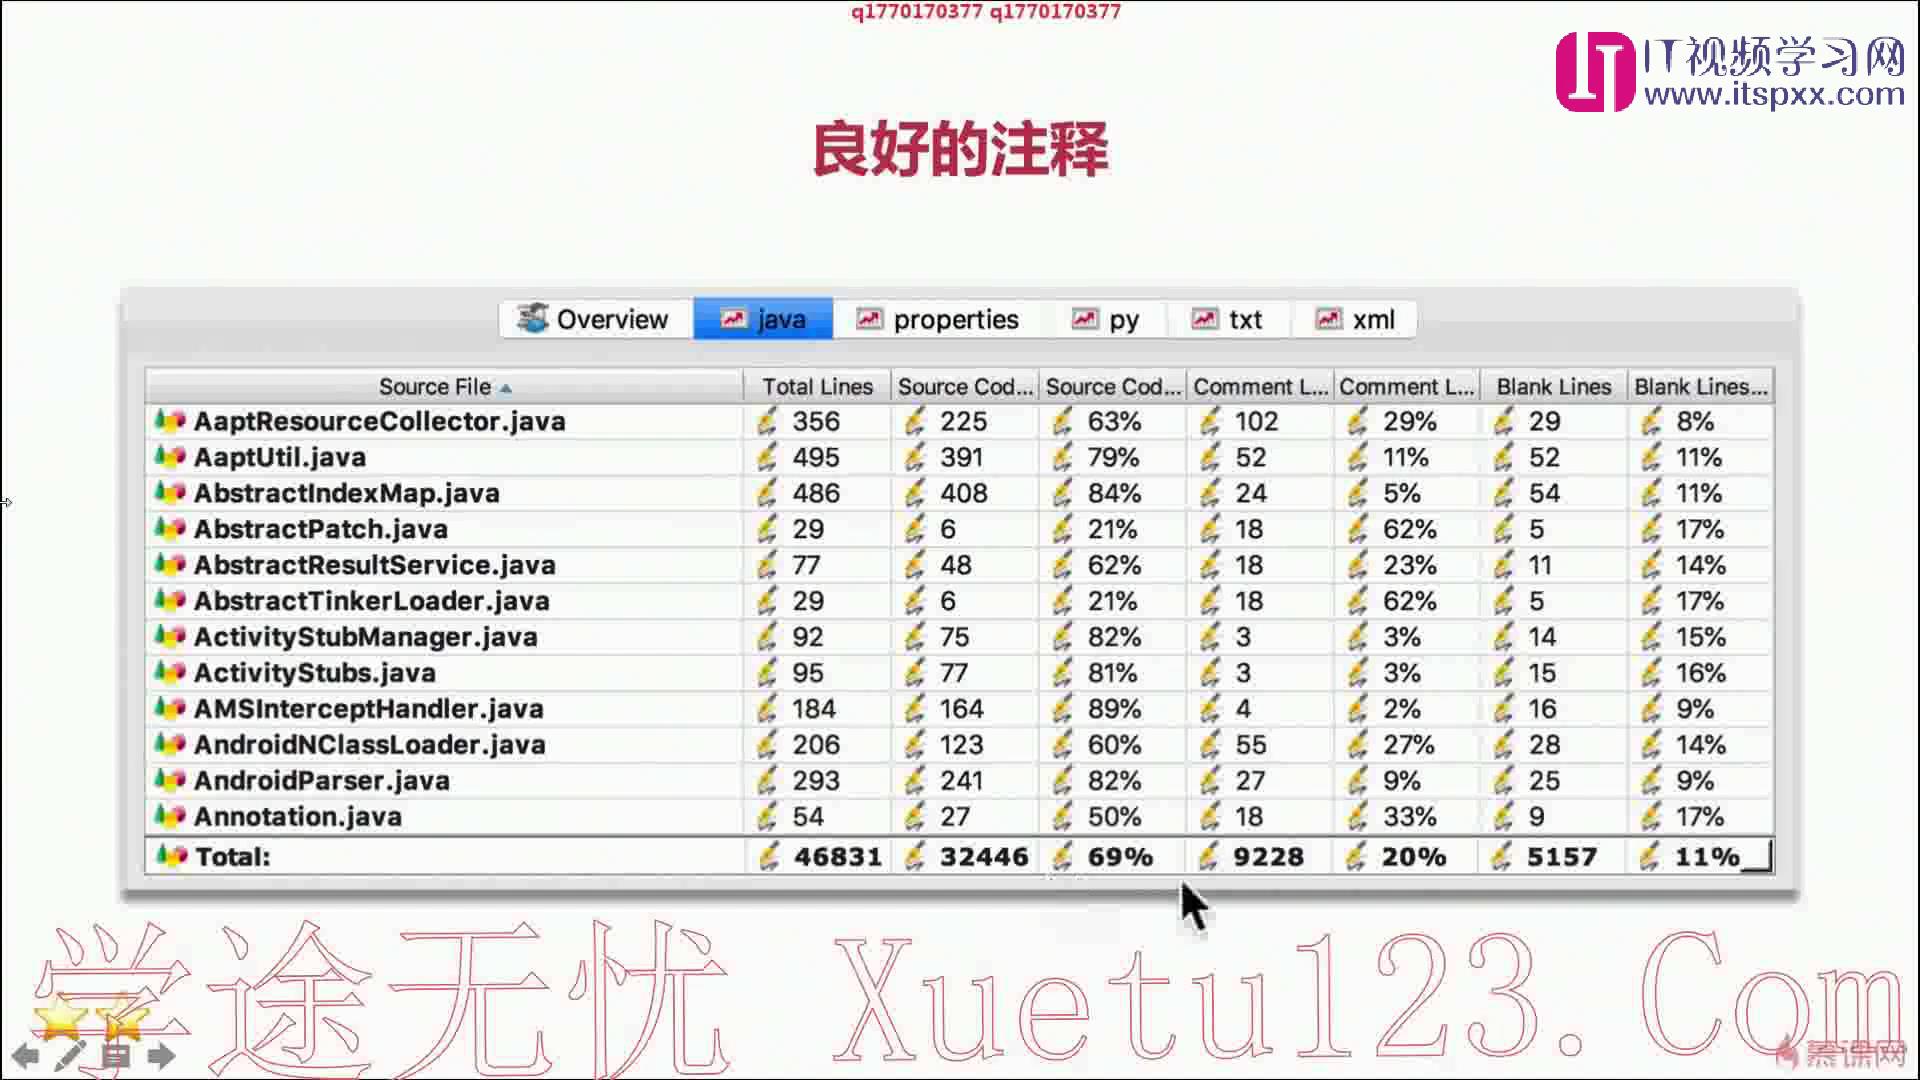 q1770170377 q1770170377
IT视频学习网
www.itspxx.com
良好的注释
Overview java properties py txt xml
Source File Total Lines Source Cod... Source Cod... Comment L... Comment L... Blank Lines Blank Lines...
AaptResourceCollector.java 356 225 63% 102 29% 29 8%
AaptUtil.java 495 391 79% 52 11% 52 11%
AbstractIndexMap.java 486 408 84% 24 5% 54 11%
AbstractPatch.java 29 6 21% 18 62% 5 17%
AbstractResultService.java 77 48 62% 18 23% 11 14%
AbstractTinkerLoader.java 29 6 21% 18 62% 5 17%
ActivityStubManager.java 92 75 82% 3 3% 14 15%
ActivityStubs.java 95 77 81% 3 3% 15 16%
AMSInterceptHandler.java 184 164 89% 4 2% 16 9%
AndroidNClassLoader.java 206 123 60% 55 27% 28 14%
AndroidParser.java 293 241 82% 27 9% 25 9%
Annotation.java 54 27 50% 18 33% 9 17%
Total: 46831 32446 69% 9228 20% 5157 11%
学途无忧 Xuetu123.Com
慕课网